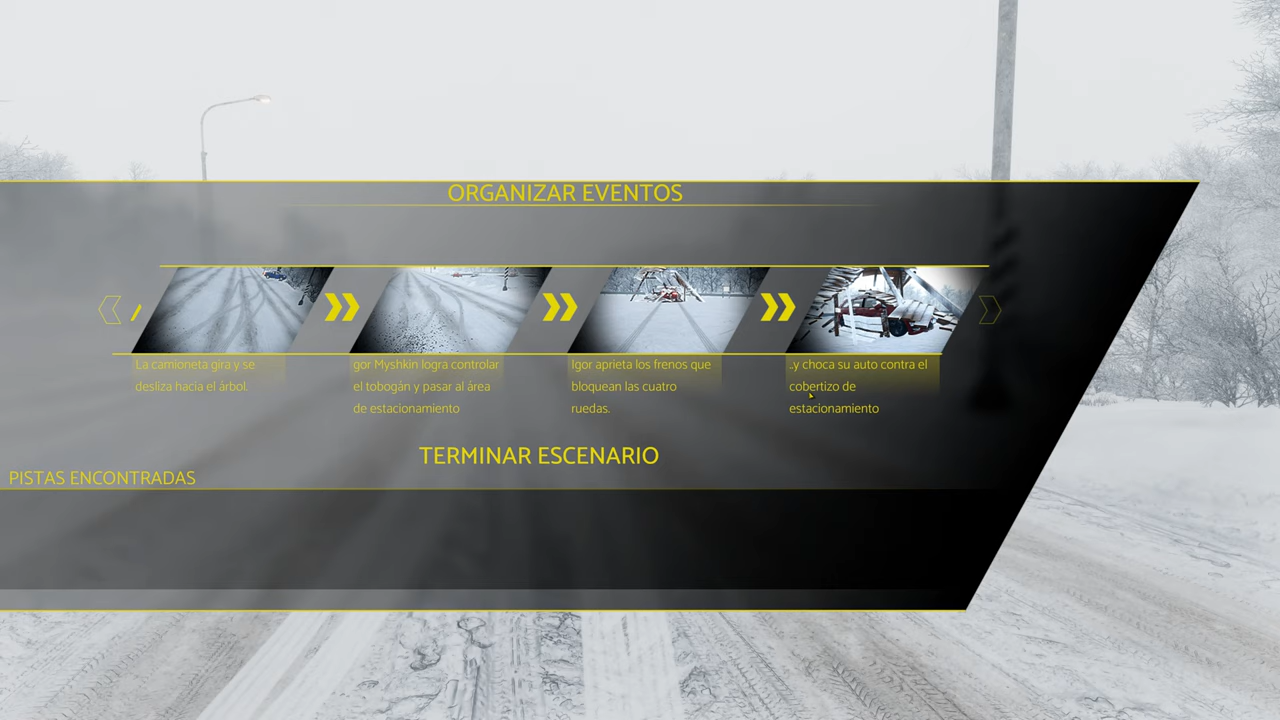 ORGANIZAR EVENTOS
La camioneta gira y se
desliza hacia el árbol.
gor Myshkin logra controlar
el tobogán y pasar al área
de estacionamiento
Igor aprieta los frenos que
bloquean las cuatro
ruedas.
..y choca su auto contra el
cobertizo de
estacionamiento
TERMINAR ESCENARIO
PISTAS ENCONTRADAS